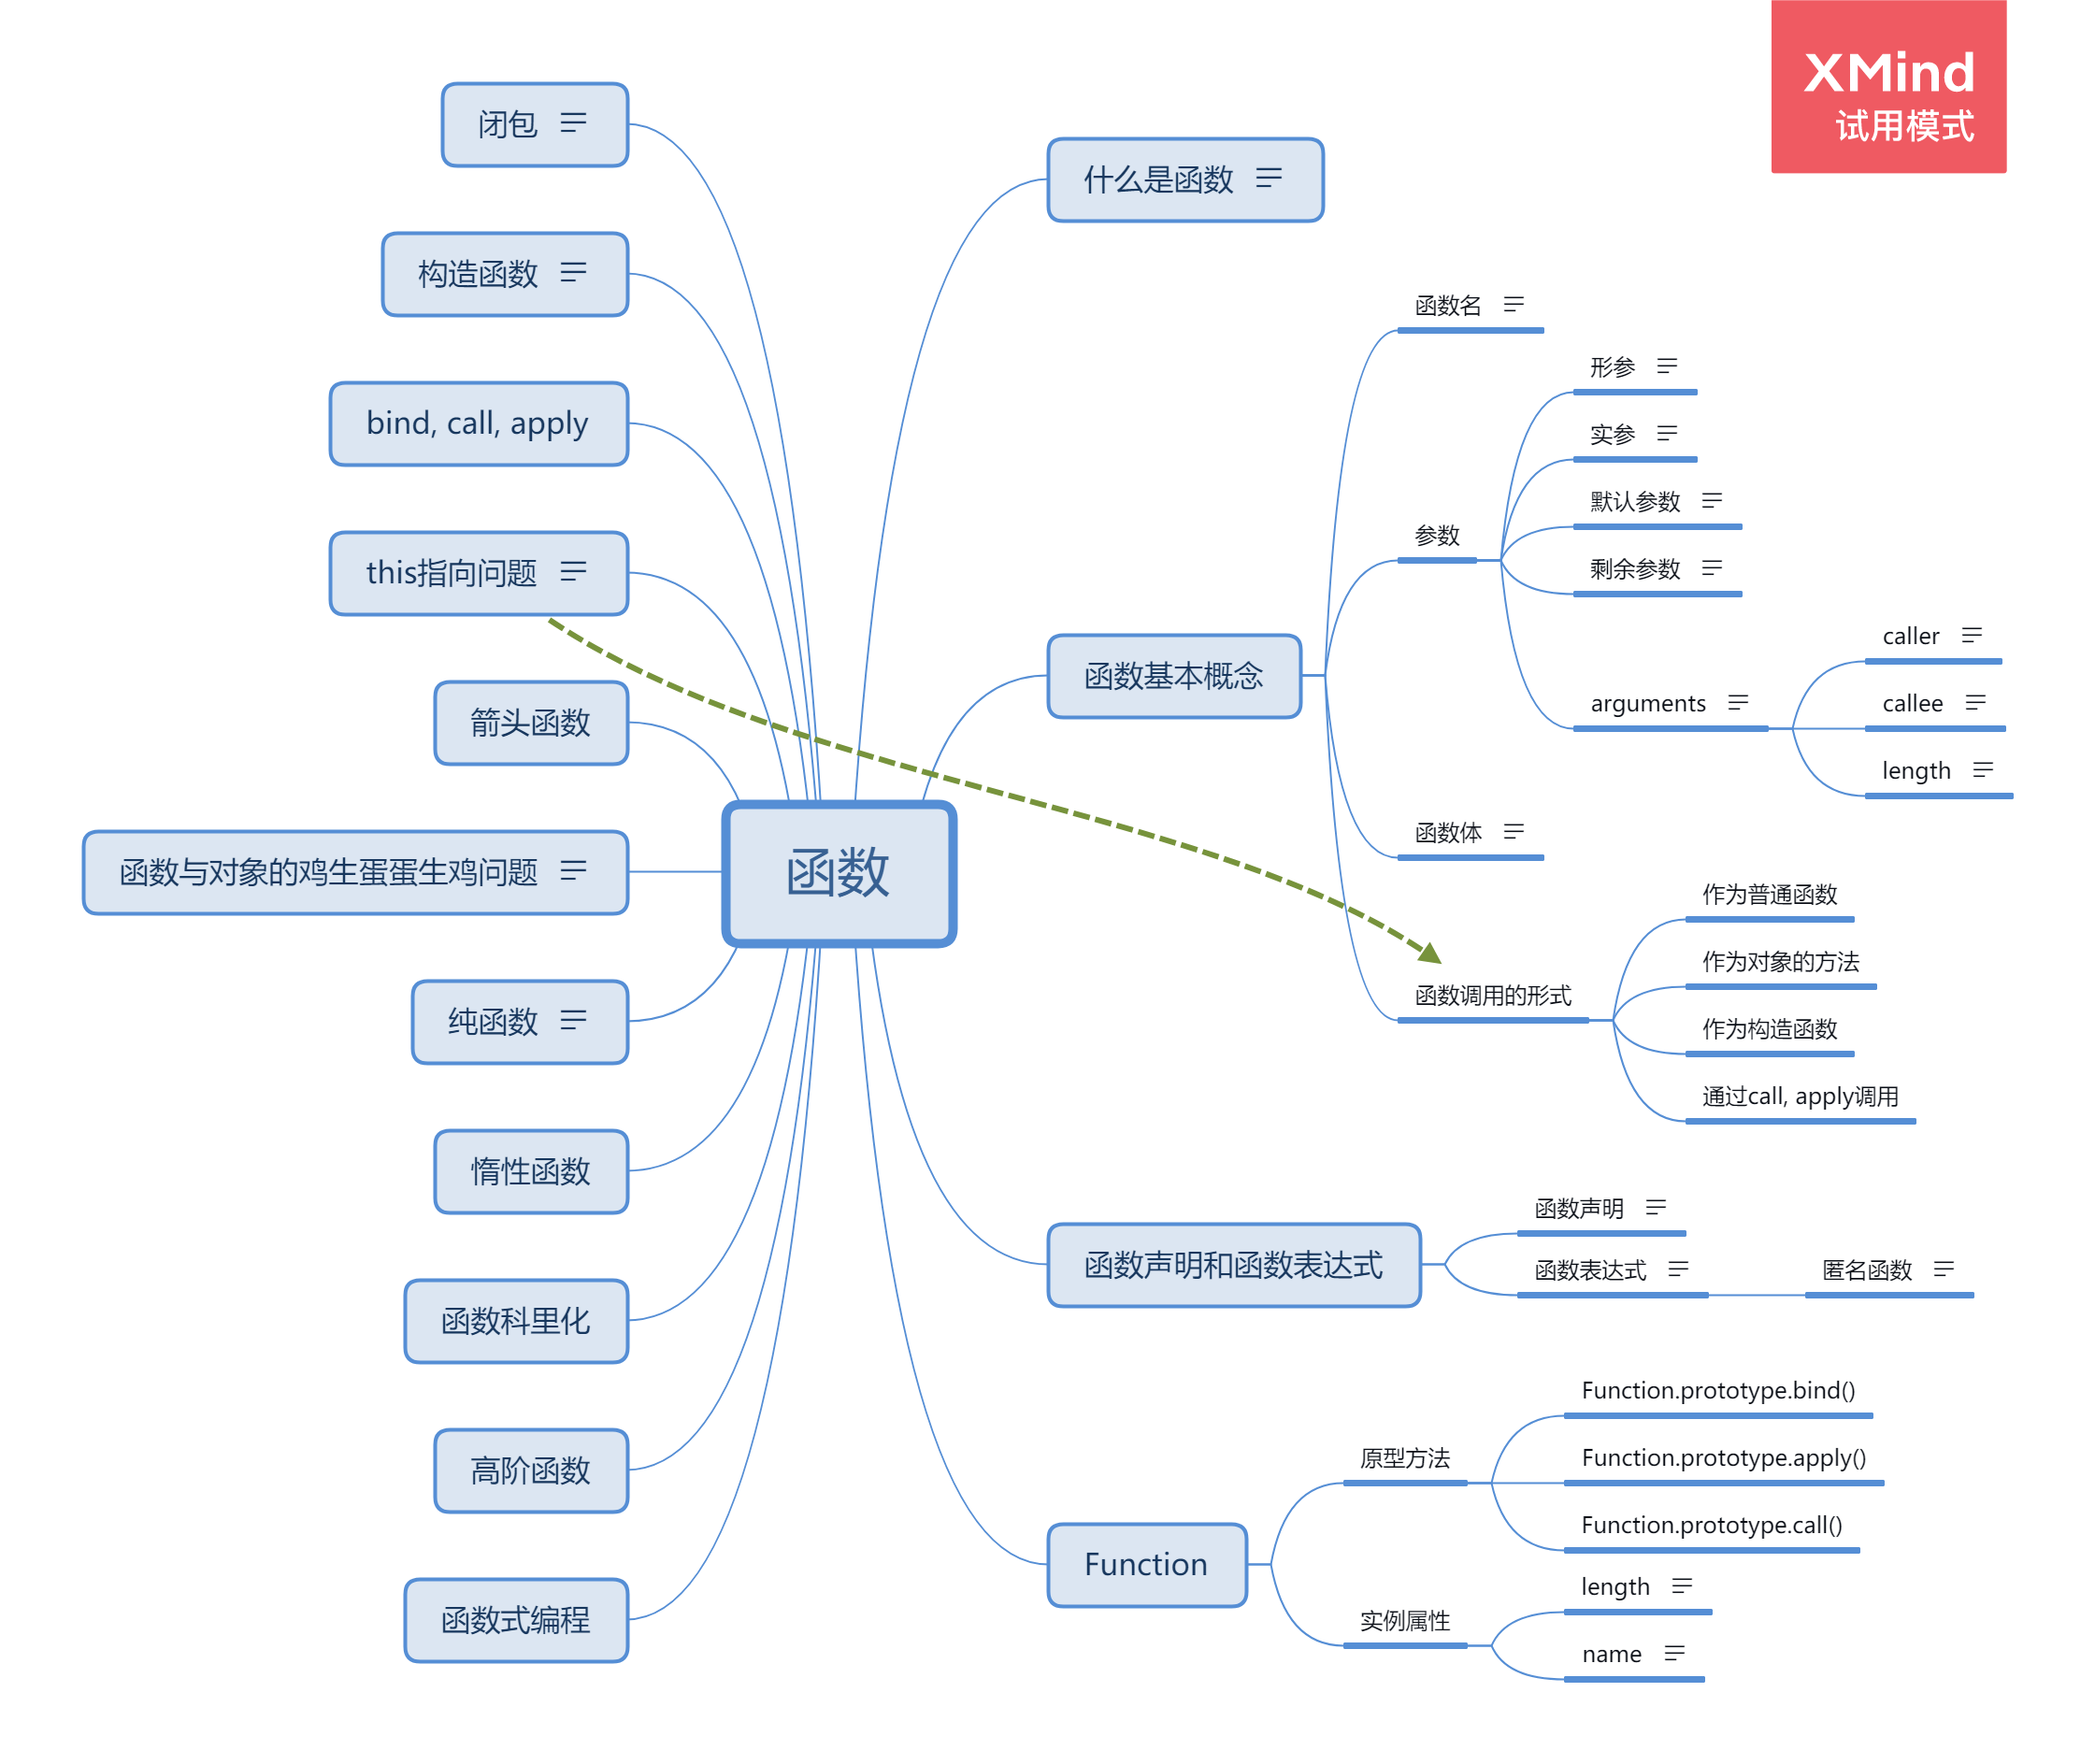 XMind
试用模式
闭包
构造函数
bind, call, apply
this指向问题
箭头函数
函数与对象的鸡生蛋蛋生鸡问题
纯函数
惰性函数
函数科里化
高阶函数
函数式编程
函数
什么是函数
函数基本概念
函数名
参数
形参
实参
默认参数
剩余参数
arguments
caller
callee
length
函数体
函数调用的形式
作为普通函数
作为对象的方法
作为构造函数
通过call, apply调用
函数声明和函数表达式
函数声明
函数表达式
匿名函数
Function
原型方法
Function.prototype.bind()
Function.prototype.apply()
Function.prototype.call()
实例属性
length
name